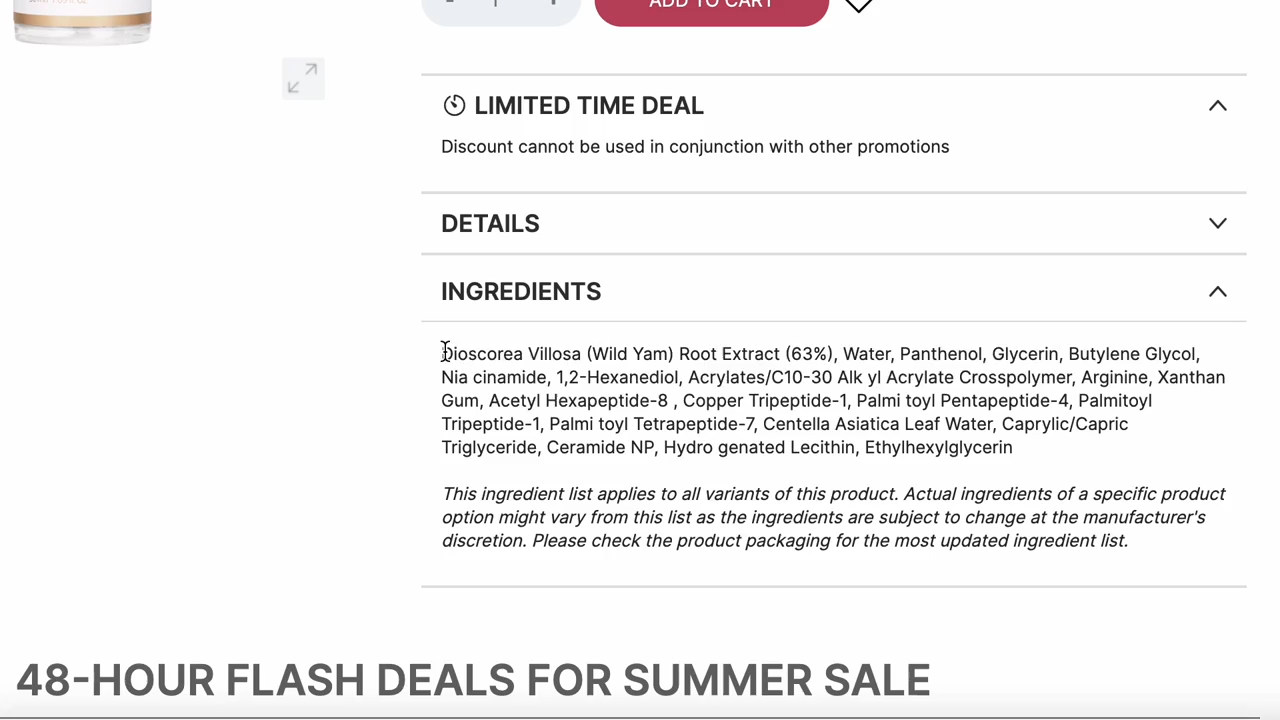 ADD TO CART
LIMITED TIME DEAL
Discount cannot be used in conjunction with other promotions
DETAILS
INGREDIENTS
Dioscorea Villosa (Wild Yam) Root Extract (63%), Water, Panthenol, Glycerin, Butylene Glycol,
Nia cinamide, 1,2-Hexanediol, Acrylates/C10-30 Alk yl Acrylate Crosspolymer, Arginine, Xanthan
Gum, Acetyl Hexapeptide-8 , Copper Tripeptide-1, Palmi toyl Pentapeptide-4, Palmitoyl
Tripeptide-1, Palmi toyl Tetrapeptide-7, Centella Asiatica Leaf Water, Caprylic/Capric
Triglyceride, Ceramide NP, Hydro genated Lecithin, Ethylhexylglycerin
This ingredient list applies to all variants of this product. Actual ingredients of a specific product
option might vary from this list as the ingredients are subject to change at the manufacturer's
discretion. Please check the product packaging for the most updated ingredient list.
48-HOUR FLASH DEALS FOR SUMMER SALE